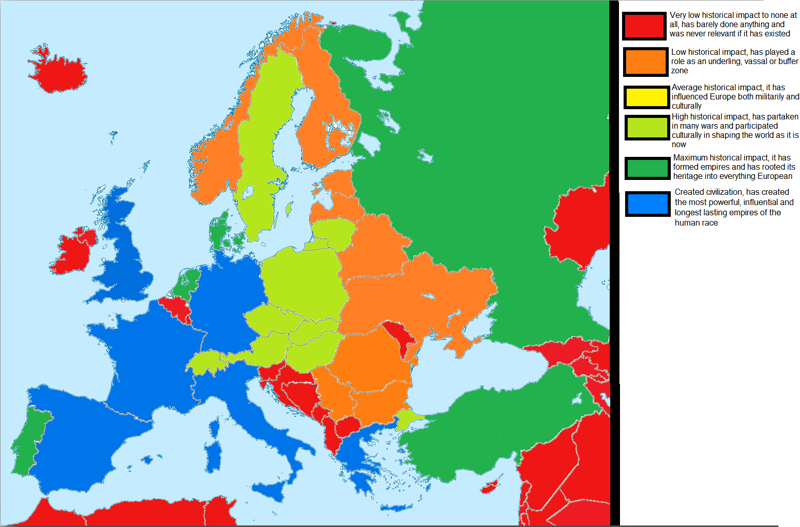 Very low historical impact to none at
all, has barely done anything and
was never relevant if it has existed
Low historical impact, has played a
role as an underling, vassal or buffer
zone
Average historical impact, it has
influenced Europe both militarily and
culturally
High historical impact, has partaken
in many wars and participated
culturally in shaping the world as it is
now
Maximum historical impact, it has
formed empires and has rooted its
heritage into everything European
Created civilization, has created
the most powerful, influential and
longest lasting empires of the
human race